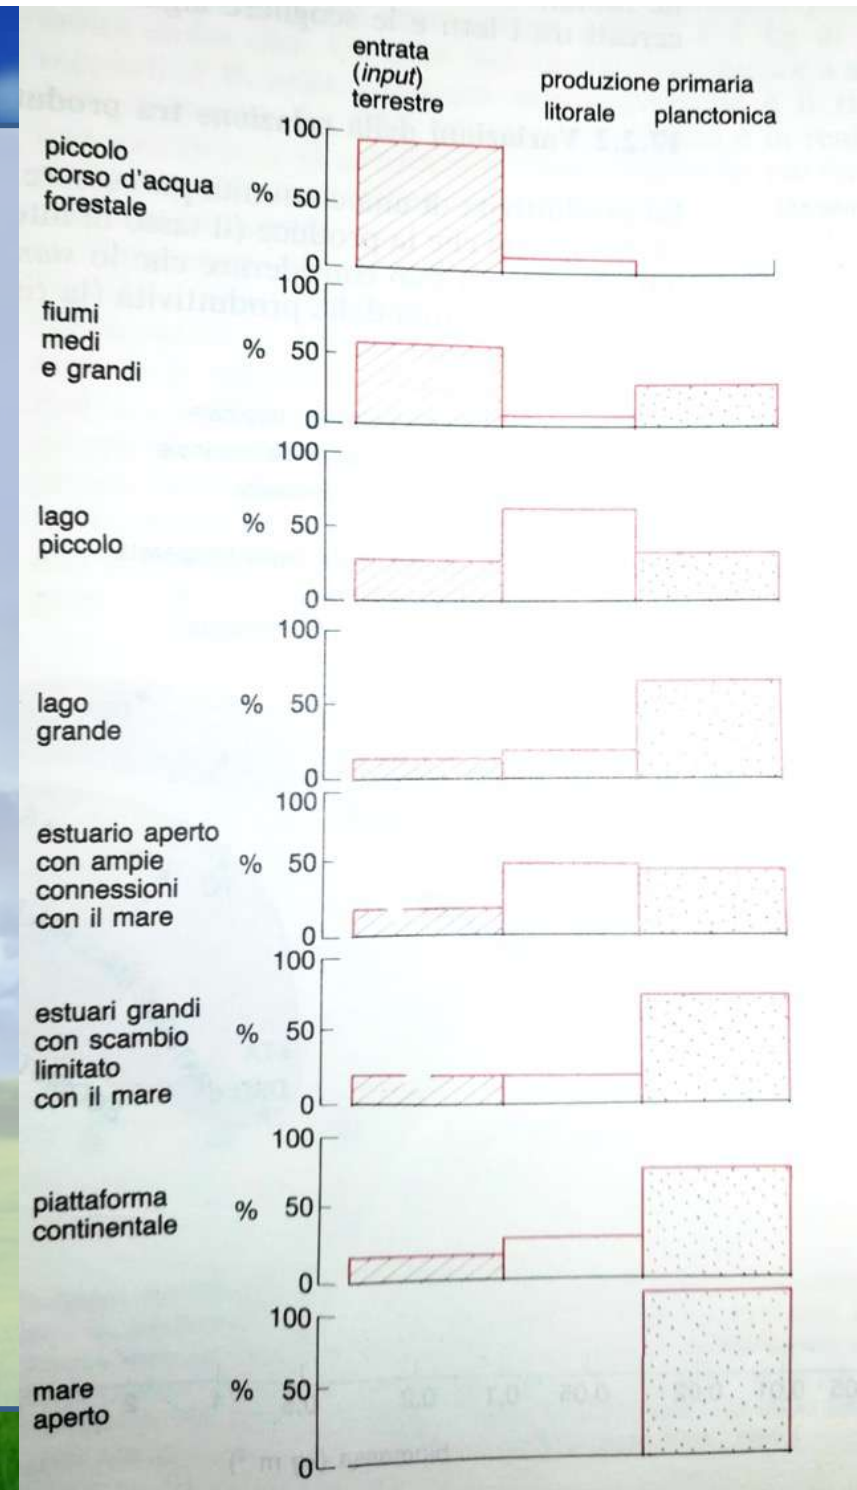 entrata
(input)
terrestre
produzione primaria
litorale planctonica
piccolo
corso d'acqua
forestale
%
100
50
0
fiumi
medi
e grandi
%
100
50
0
lago
piccolo
%
100
50
0
lago
grande
%
100
50
0
estuario aperto
con ampie
connessioni
con il mare
%
100
50
0
estuari grandi
con scambio
limitato
con il mare
%
100
50
0
piattaforma
continentale
%
100
50
0
mare
aperto
%
100
50
0